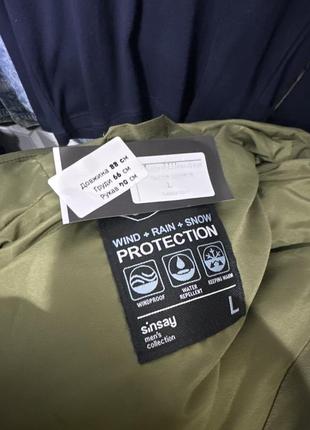 Довжина 88 см
Груди 66 см
Рукав 70 см
L
WIND + RAIN + SNOW
PROTECTION
WINDPROOF
WATER
REPELLENT
KEEPING WARM
sinsay
men's
collection
L